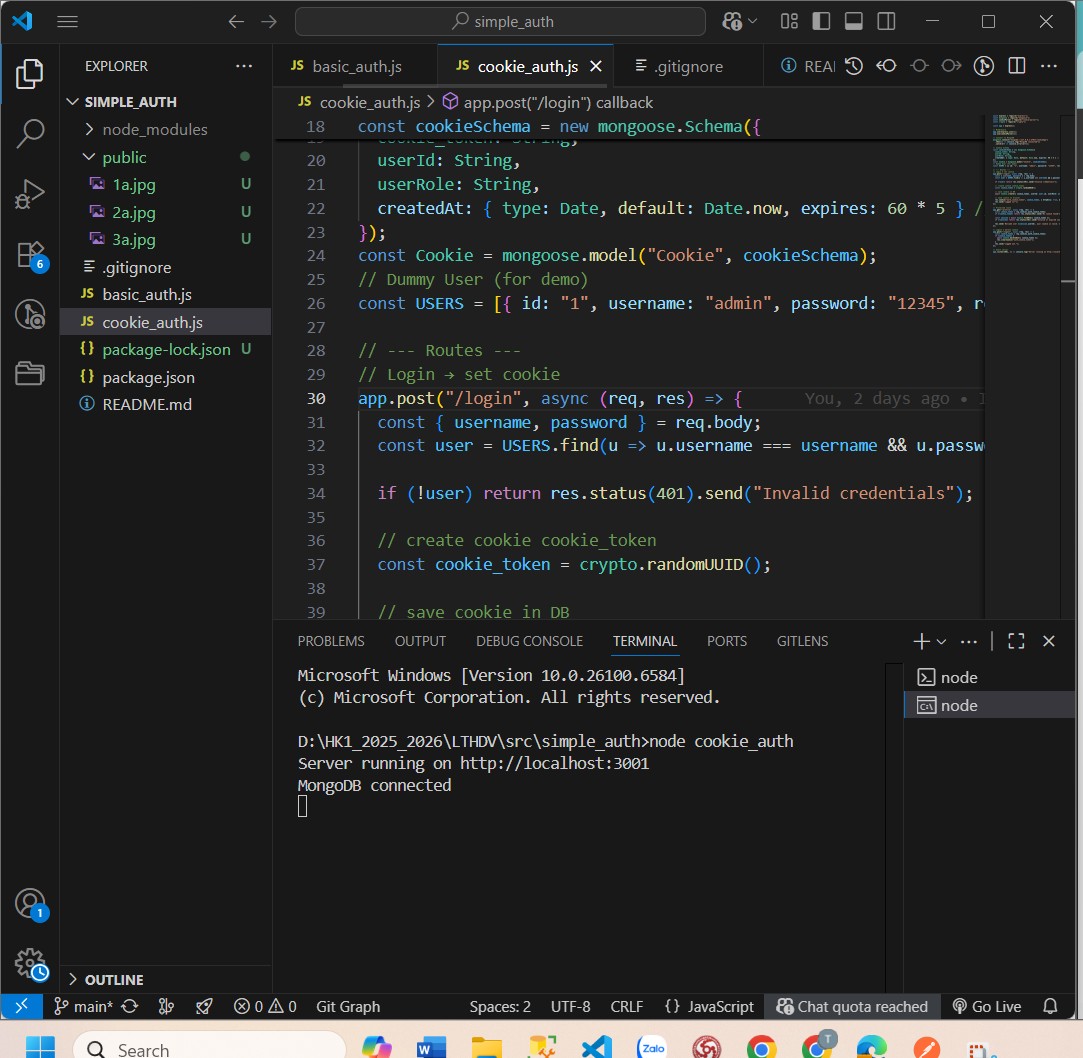 simple_auth
EXPLORER
JS basic_auth.js
JS cookie_auth.js
.gitignore
REA
SIMPLE_AUTH
node_modules
public
1a.jpg U
2a.jpg U
3a.jpg U
.gitignore
JS basic_auth.js
JS cookie_auth.js
{} package-lock.json U
{} package.json
README.md
JS cookie_auth.js > app.post("/login") callback
18 const cookieSchema = new mongoose.Schema({
20 userId: String,
21 userRole: String,
22 createdAt: { type: Date, default: Date.now, expires: 60 * 5 } /
23 });
24 const Cookie = mongoose.model("Cookie", cookieSchema);
25 // Dummy User (for demo)
26 const USERS = [{ id: "1", username: "admin", password: "12345", r
27
28 // --- Routes ---
29 // Login → set cookie
30 app.post("/login", async (req, res) => { You, 2 days ago •
31 const { username, password } = req.body;
32 const user = USERS.find(u => u.username === username && u.passw
33
34 if (!user) return res.status(401).send("Invalid credentials");
35
36 // create cookie cookie_token
37 const cookie_token = crypto.randomUUID();
38
39 // save cookie in DB
PROBLEMS OUTPUT DEBUG CONSOLE TERMINAL PORTS GITLENS
Microsoft Windows [Version 10.0.26100.6584]
(c) Microsoft Corporation. All rights reserved.
D:\HK1_2025_2026\LTHDV\src\simple_auth>node cookie_auth
Server running on http://localhost:3001
MongoDB connected
node
node
6
1
OUTLINE
main* 0 0 Git Graph Spaces: 2 UTF-8 CRLF {} JavaScript Chat quota reached Go Live
Search
W
Zalo
T